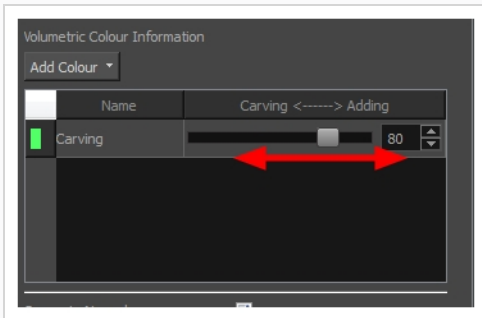 Volumetric Colour Information
Add Colour
Name
Carving <------> Adding
Carving
80